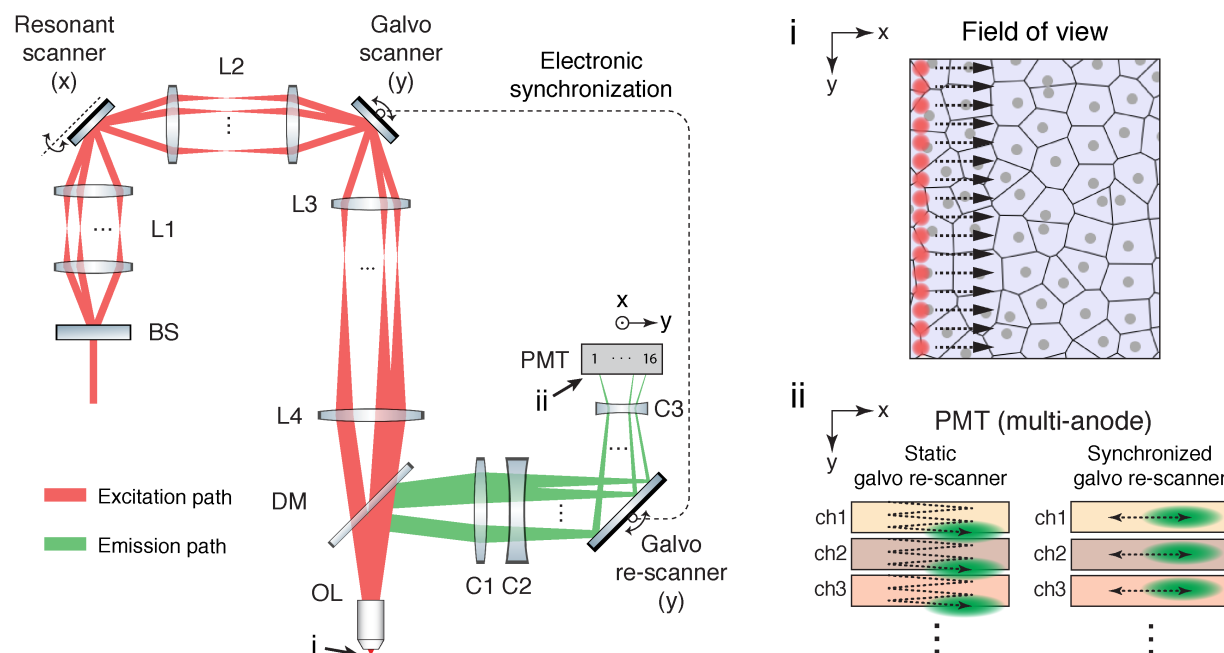 Resonant
scanner
(x)
L2
Galvo
scanner
(y)
Electronic
synchronization
L1
...
L3
...
BS
x
y
PMT
1 ... 16
ii
C3
...
L4
DM
Excitation path
Emission path
C1 C2
Galvo
re-scanner
(y)
OL
i
i
x
y
Field of view
ii
x
y
PMT (multi-anode)
Static
galvo re-scanner
Synchronized
galvo re-scanner
ch1
ch2
ch3
ch1
ch2
ch3